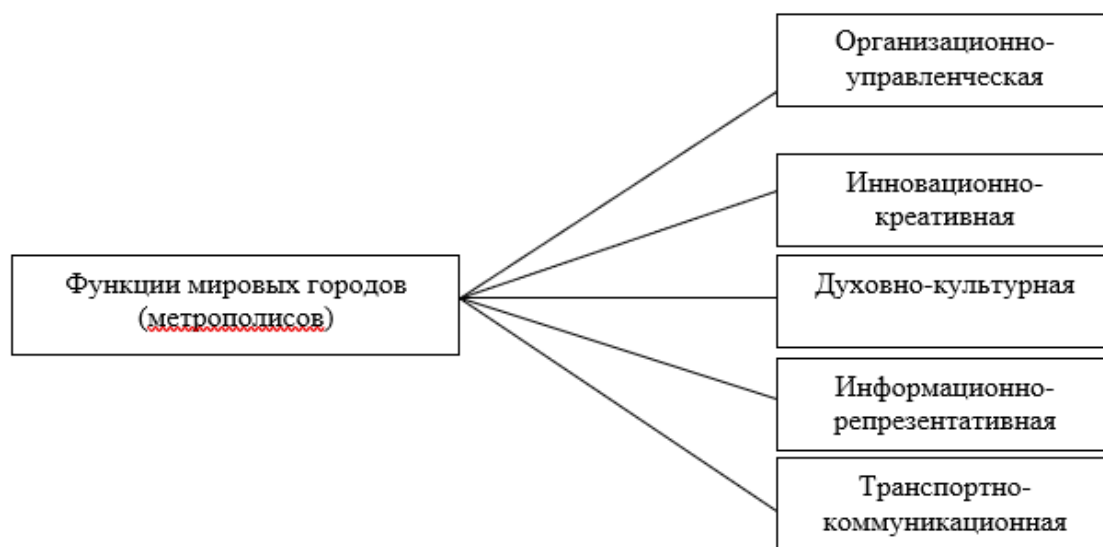 Функции мировых городов
(метрополисов)
Организационно-
управленческая
Инновационно-
креативная
Духовно-культурная
Информационно-
репрезентативная
Транспортно-
коммуникационная